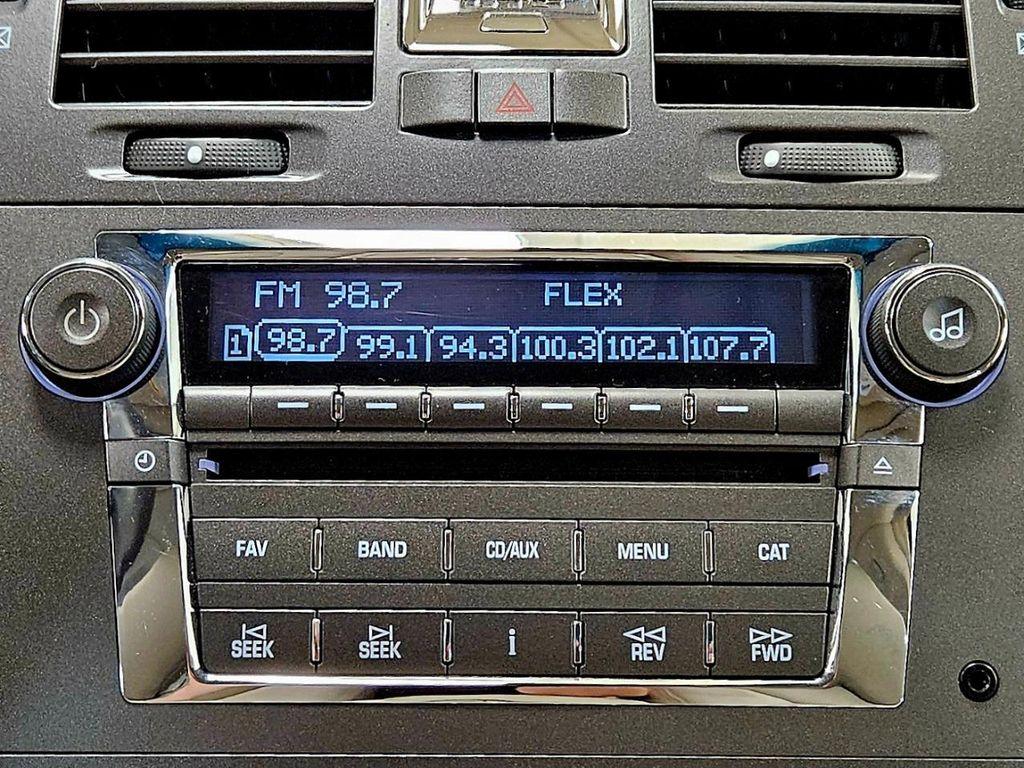 FM 98.7 FLEX
1 98.7 99.1 94.3 100.3 102.1 107.7
FAV BAND CD/AUX MENU CAT
SEEK SEEK i REV FWD